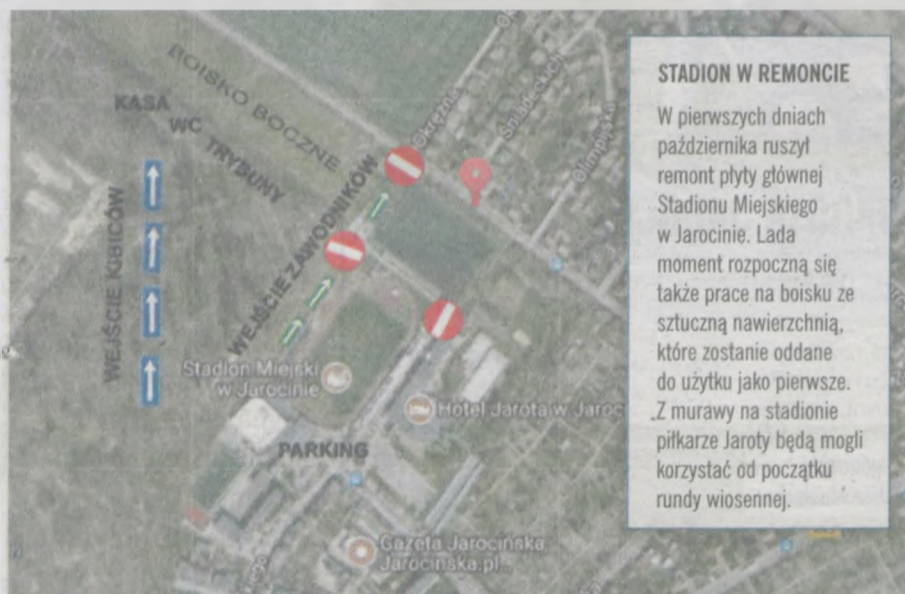 BOISKO BOCZNE
KASA
WC
TRYBUNY
WEJŚCIE KIBICÓW
WEJŚCIE ZAWODNIKÓW
Okrężna
Śniadeckich
Olimpijska
Stadion Miejski
w Jarocinie
Hotel Jarota w Jaroc
PARKING
Gazeta Jarocińska,
Jarocinska.pl...
STADION W REMONCIE
W pierwszych dniach
października ruszył
remont płyty głównej
Stadionu Miejskiego
w Jarocinie. Lada
moment rozpoczną się
także prace na boisku ze
sztuczną nawierzchnią,
które zostanie oddane
do użytku jako pierwsze.
Z murawy na stadionie
piłkarze Jaroty będą mogli
korzystać od początku
rundy wiosennej.